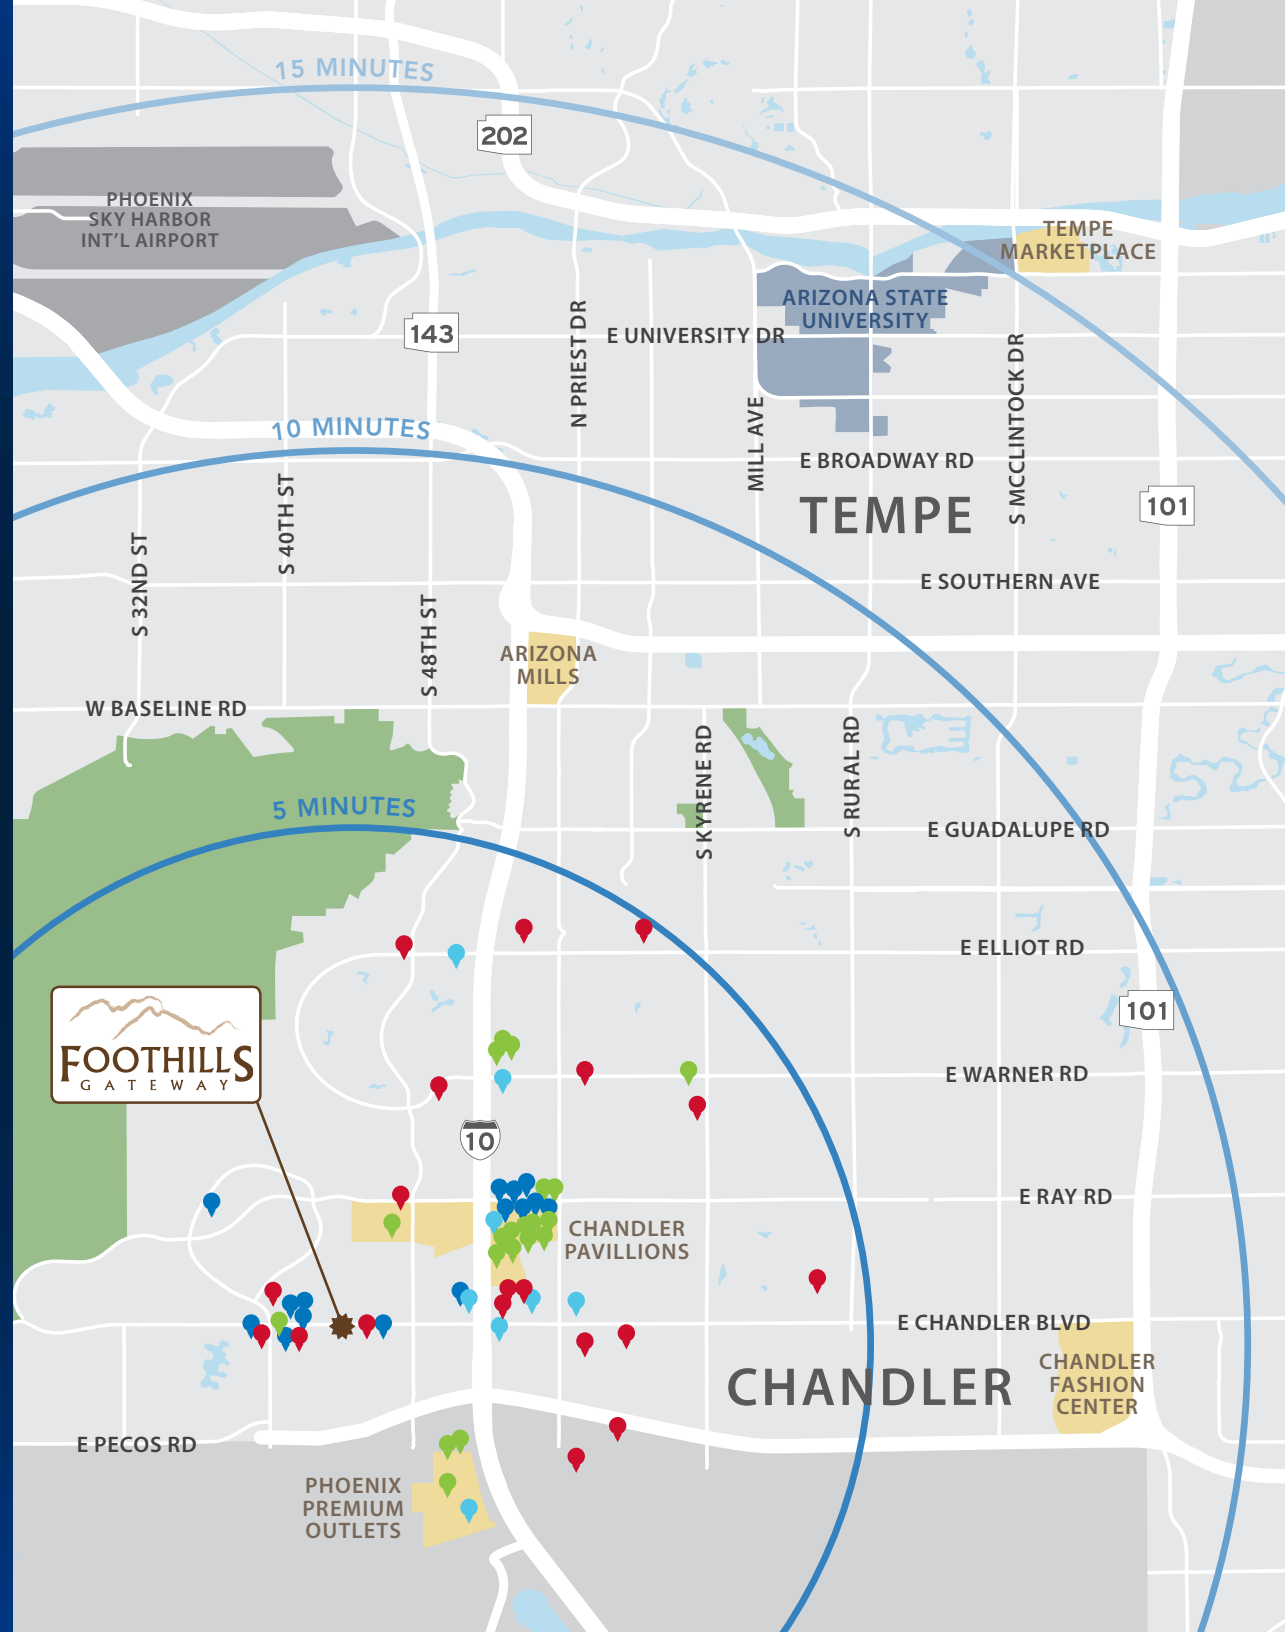 15 MINUTES
202
PHOENIX
SKY HARBOR
INT'L AIRPORT
TEMPE
MARKETPLACE
ARIZONA STATE
UNIVERSITY
143
E UNIVERSITY DR
N PRIEST DR
S MCCLINTOCK DR
MILL AVE
10 MINUTES
E BROADWAY RD
TEMPE
101
S 40TH ST
S 32ND ST
E SOUTHERN AVE
S 48TH ST
ARIZONA
MILLS
W BASELINE RD
S KYRENE RD
S RURAL RD
5 MINUTES
E GUADALUPE RD
E ELLIOT RD
101
FOOTHILLS
GATEWAY
E WARNER RD
10
E RAY RD
CHANDLER
PAVILLIONS
E CHANDLER BLVD
CHANDLER
FASHION
CENTER
CHANDLER
E PECOS RD
PHOENIX
PREMIUM
OUTLETS